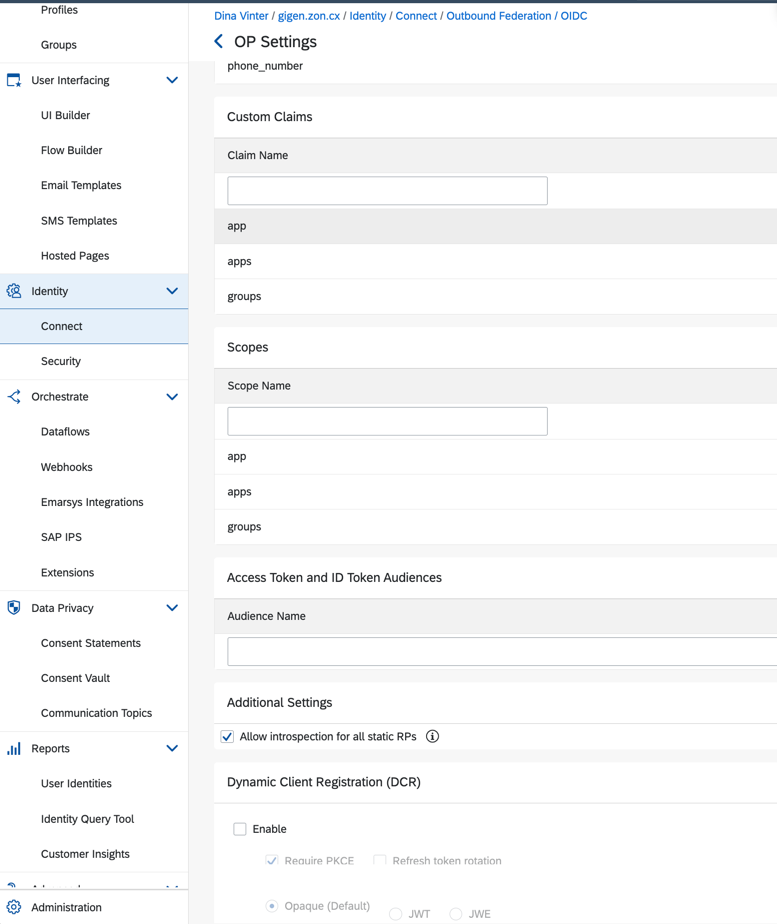 Profiles
Groups
User Interfacing
UI Builder
Flow Builder
Email Templates
SMS Templates
Hosted Pages
Identity
Connect
Security
Orchestrate
Dataflows
Webhooks
Emarsys Integrations
SAP IPS
Extensions
Data Privacy
Consent Statements
Consent Vault
Communication Topics
Reports
User Identities
Identity Query Tool
Customer Insights
Administration
Dina Vinter / gigen.zon.cx / Identity / Connect / Outbound Federation / OIDC
OP Settings
phone_number
Custom Claims
Claim Name
app
apps
groups
Scopes
Scope Name
app
apps
groups
Access Token and ID Token Audiences
Audience Name
Additional Settings
Allow introspection for all static RPs
Dynamic Client Registration (DCR)
Enable
Require PKCE Refresh token rotation
Opaque (Default) JWT JWE